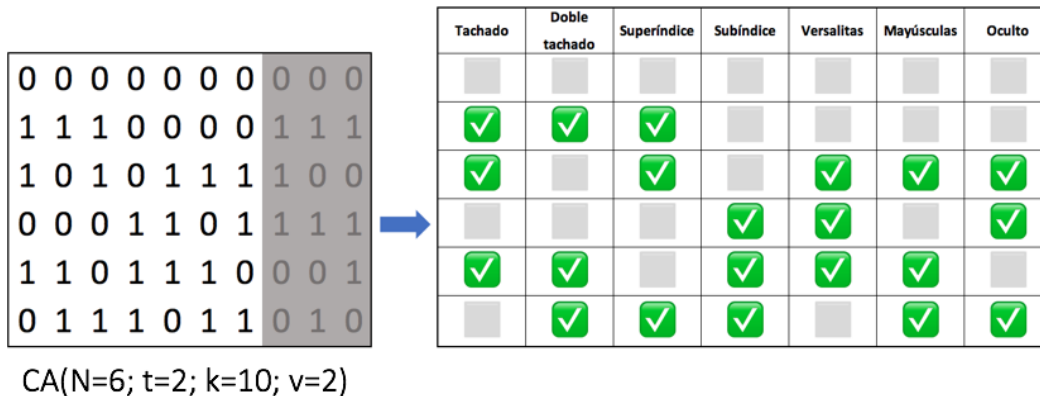 0 0 0 0 0 0 0 0 0 0
1 1 1 0 0 0 0 1 1 1
1 0 1 0 1 1 1 1 0 0
0 0 0 1 1 0 1 1 1 1
1 1 0 1 1 1 0 0 0 1
0 1 1 1 0 1 1 0 1 0
CA(N=6; t=2; k=10; v=2)
Tachado Doble tachado Superíndice Subíndice Versalitas Mayúsculas Oculto